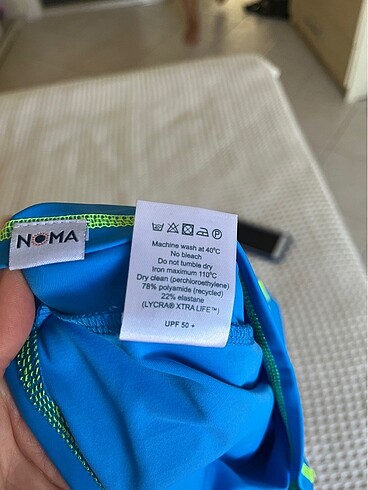 NOMA
Machine wash at 40°C
No bleach
Do not tumble dry
Iron maximum 110°C
Dry clean (perchloroethylene)
78% polyamide (recycled)
22% elastane
(LYCRA® XTRA LIFE™)
UPF 50 +